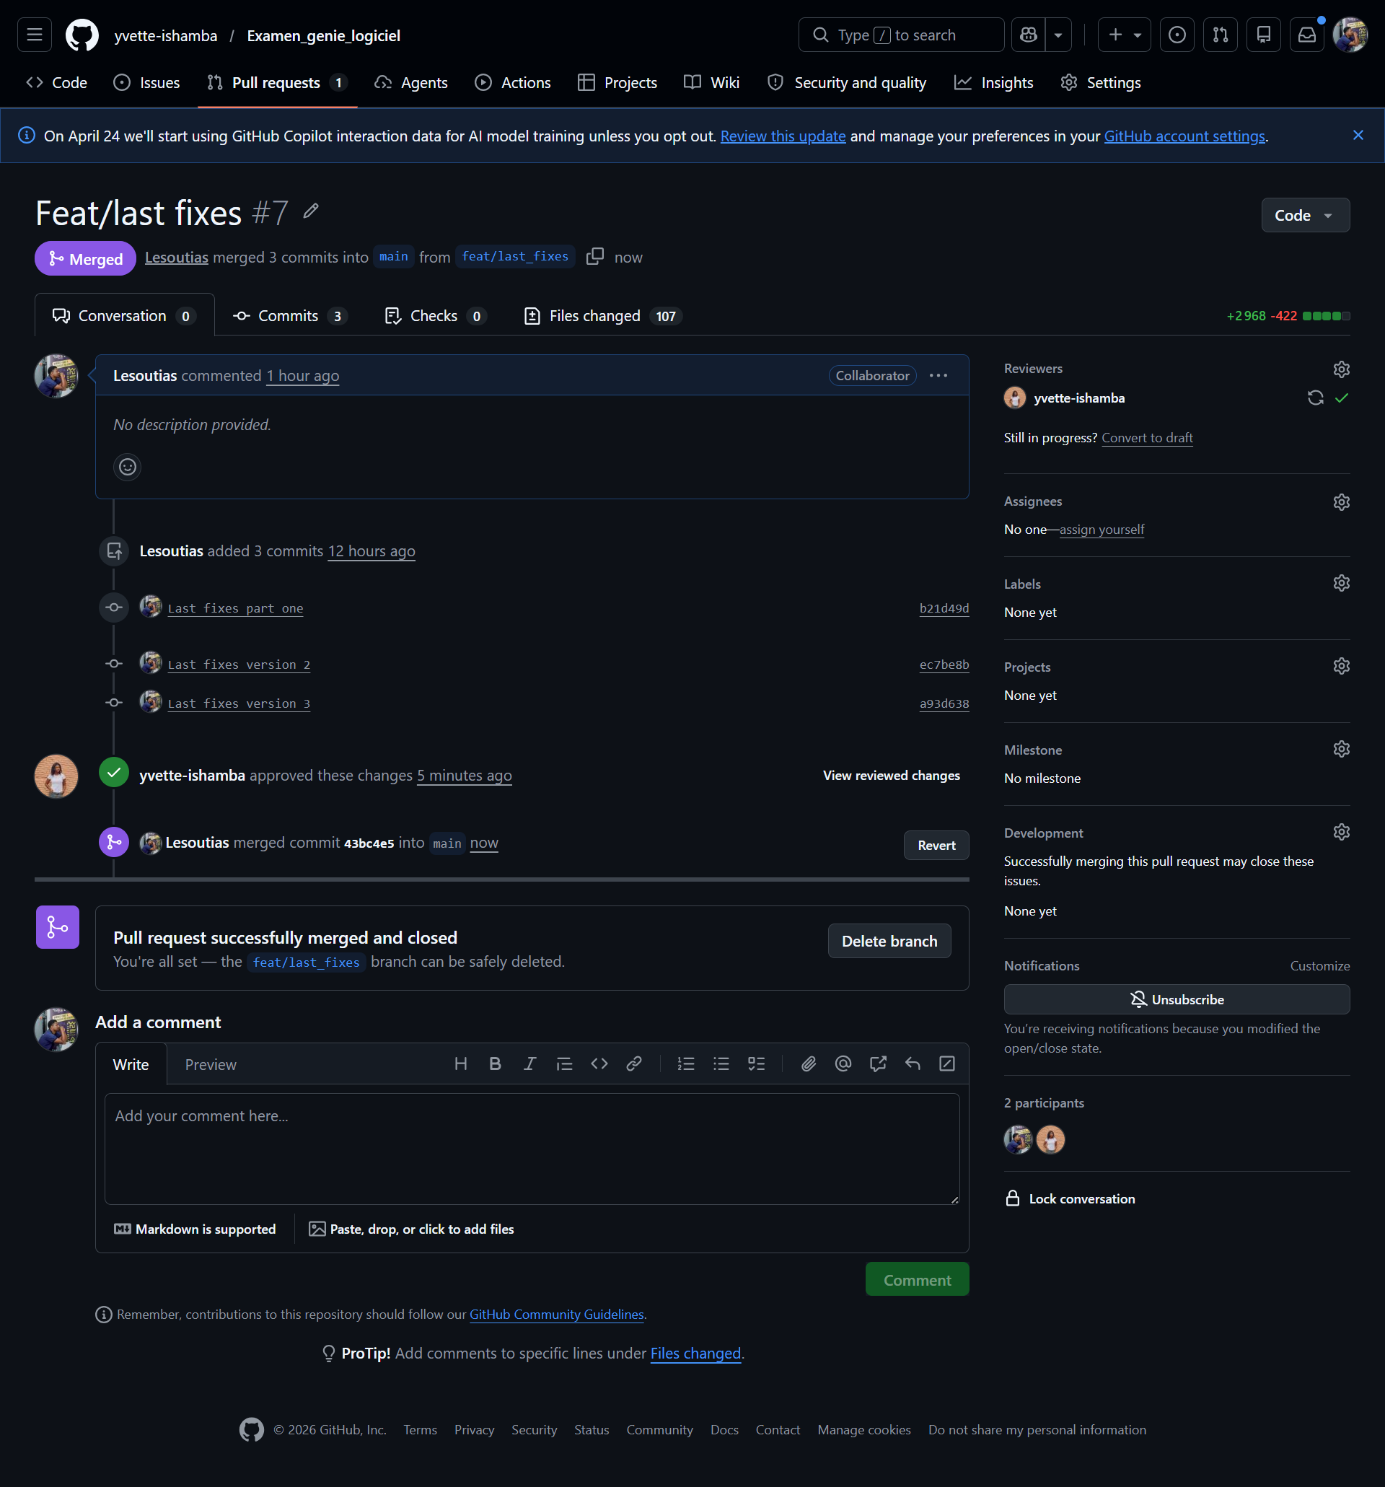 yvette-ishamba / Examen_genie_logiciel
Type / to search
Code
Issues
Pull requests 1
Agents
Actions
Projects
Wiki
Security and quality
Insights
Settings
On April 24 we'll start using GitHub Copilot interaction data for AI model training unless you opt out. Review this update and manage your preferences in your GitHub account settings.
Feat/last fixes #7
Code
Merged
Lesoutias merged 3 commits into main from feat/last_fixes now
Conversation 0
Commits 3
Checks 0
Files changed 107
+2 968 -422
Lesoutias commented 1 hour ago
Collaborator
No description provided.
Lesoutias added 3 commits 12 hours ago
Last fixes part one b21d49d
Last fixes version 2 ec7be8b
Last fixes version 3 a93d638
yvette-ishamba approved these changes 5 minutes ago
View reviewed changes
Lesoutias merged commit 43bc4e5 into main now
Revert
Pull request successfully merged and closed
You're all set — the feat/last_fixes branch can be safely deleted.
Delete branch
Add a comment
Write
Preview
Add your comment here...
Markdown is supported
Paste, drop, or click to add files
Comment
Remember, contributions to this repository should follow our GitHub Community Guidelines.
ProTip! Add comments to specific lines under Files changed.
Reviewers
yvette-ishamba
Still in progress? Convert to draft
Assignees
No one—assign yourself
Labels
None yet
Projects
None yet
Milestone
No milestone
Development
Successfully merging this pull request may close these
issues.
None yet
Notifications
Customize
Unsubscribe
You're receiving notifications because you modified the
open/close state.
2 participants
Lock conversation
© 2026 GitHub, Inc.
Terms
Privacy
Security
Status
Community
Docs
Contact
Manage cookies
Do not share my personal information